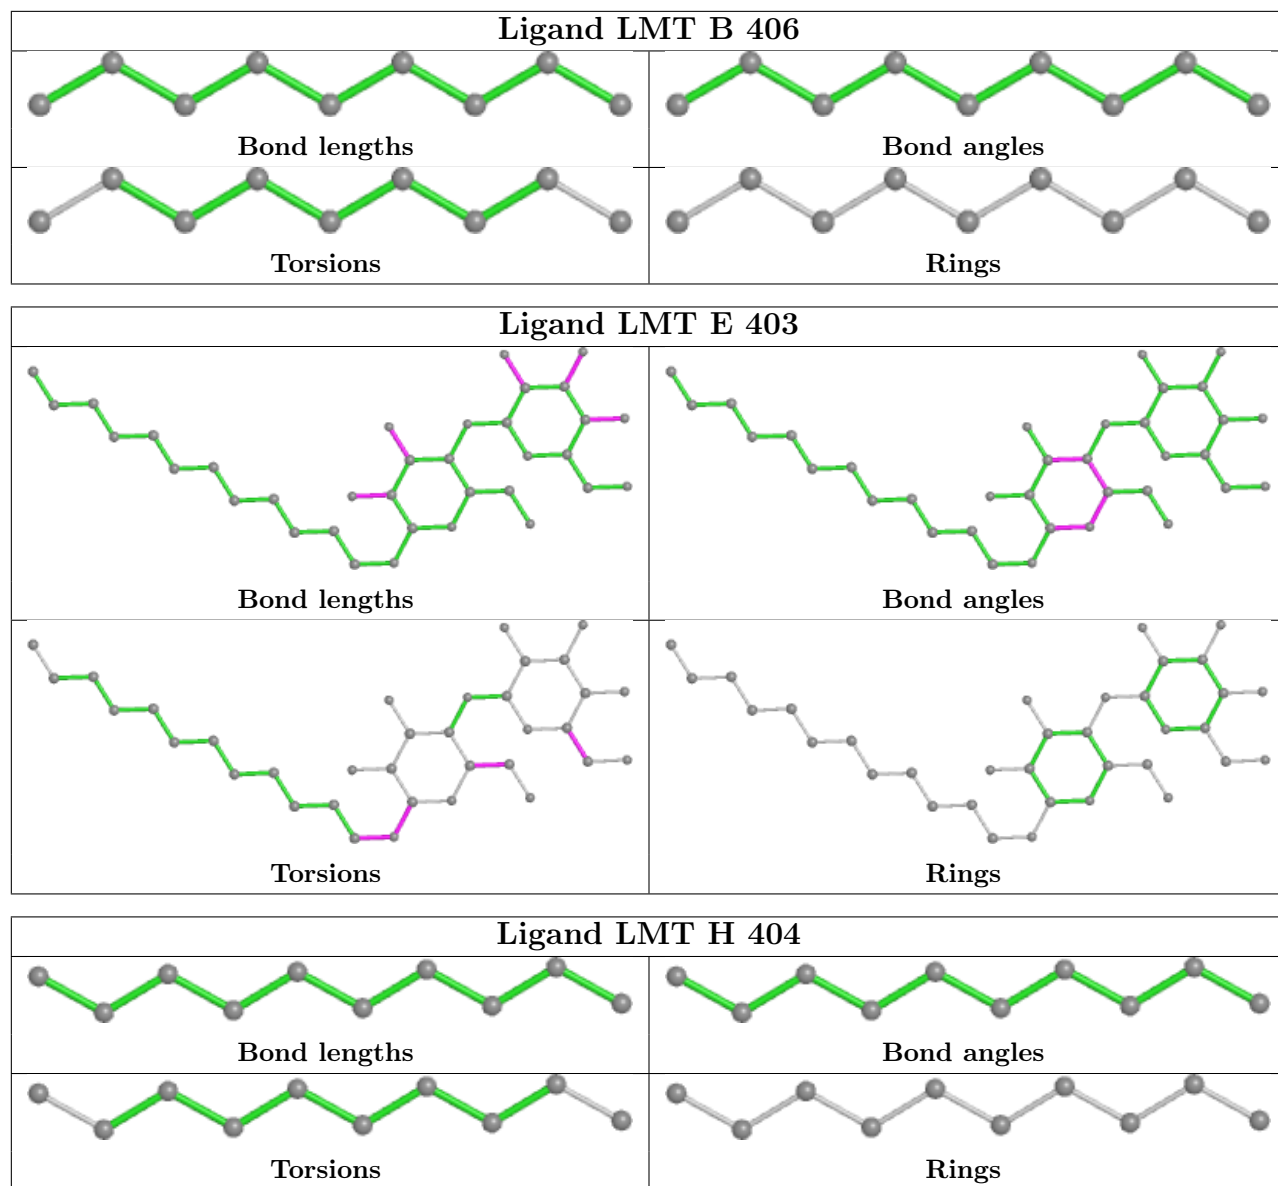 Ligand LMT B 406
Bond lengths
Bond angles
Torsions
Rings
Ligand LMT E 403
Bond lengths
Bond angles
Torsions
Rings
Ligand LMT H 404
Bond lengths
Bond angles
Torsions
Rings